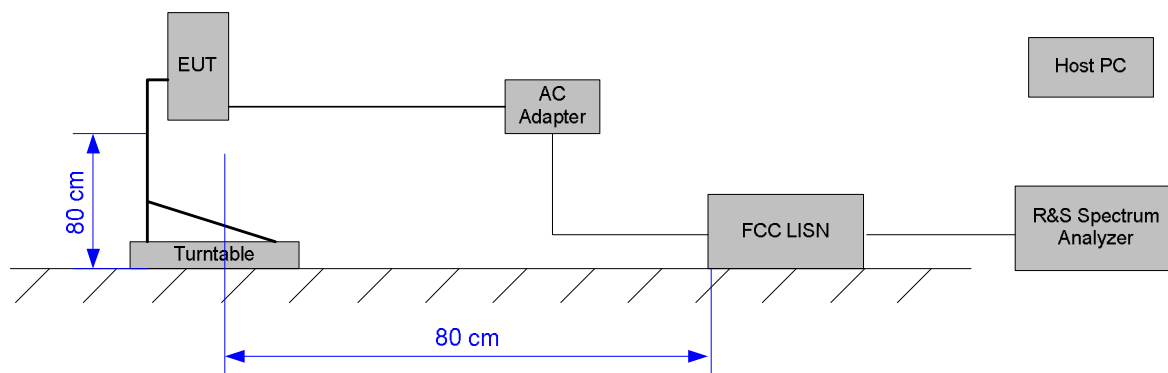 EUT
AC
Adapter
Host PC
80 cm
Turntable
FCC LISN
R&S Spectrum
Analyzer
80 cm